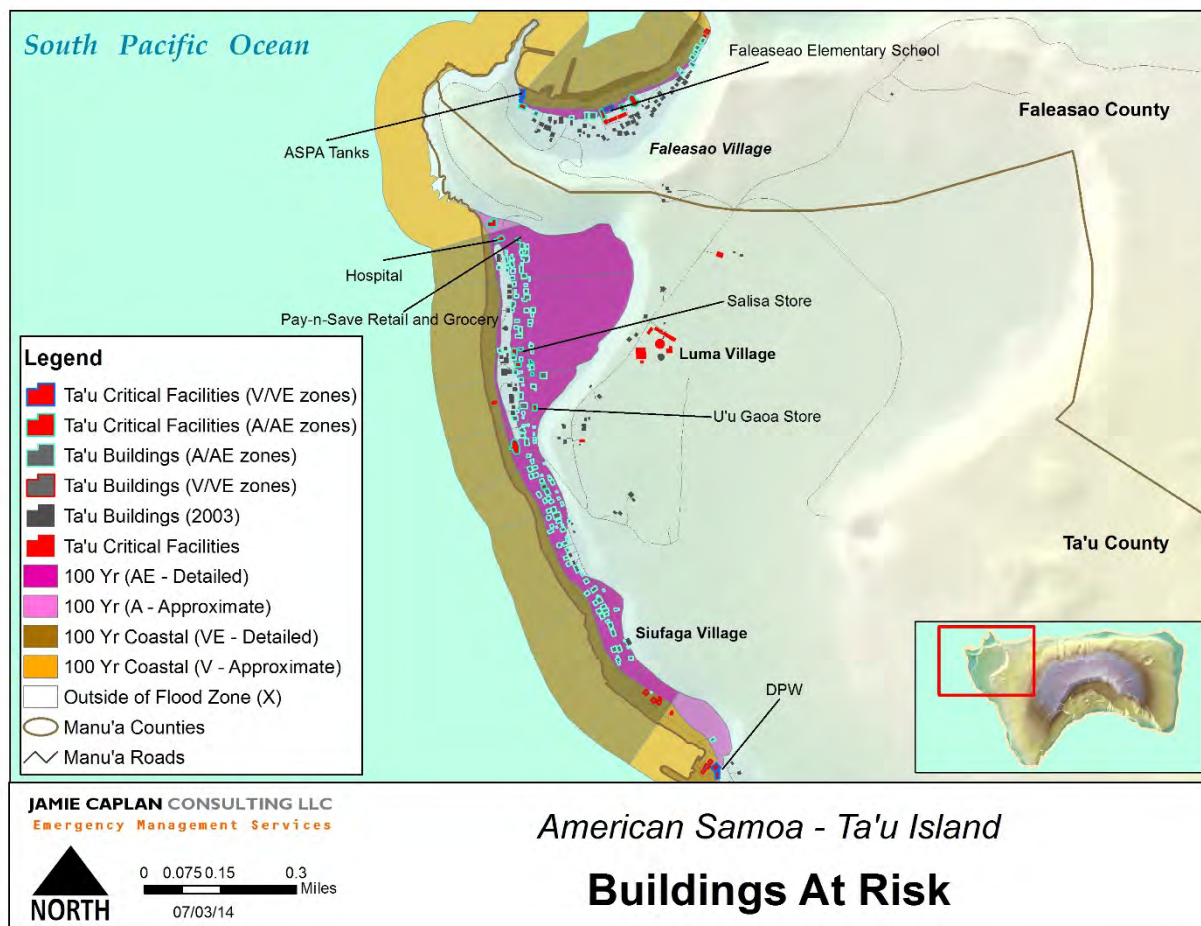 South Pacific Ocean
Faleaseao Elementary School
Faleasao County
ASPA Tanks
Faleasao Village
Hospital
Pay-n-Save Retail and Grocery
Salisa Store
Luma Village
U'u Gaoa Store
Ta'u County
Siufaga Village
DPW
Legend
Ta'u Critical Facilities (V/VE zones)
Ta'u Critical Facilities (A/AE zones)
Ta'u Buildings (A/AE zones)
Ta'u Buildings (V/VE zones)
Ta'u Buildings (2003)
Ta'u Critical Facilities
100 Yr (AE - Detailed)
100 Yr (A - Approximate)
100 Yr Coastal (VE - Detailed)
100 Yr Coastal (V - Approximate)
Outside of Flood Zone (X)
Manu'a Counties
Manu'a Roads
JAMIE CAPLAN CONSULTING LLC
Emergency Management Services
NORTH
0 0.075 0.15 0.3
Miles
07/03/14
American Samoa - Ta'u Island
Buildings At Risk